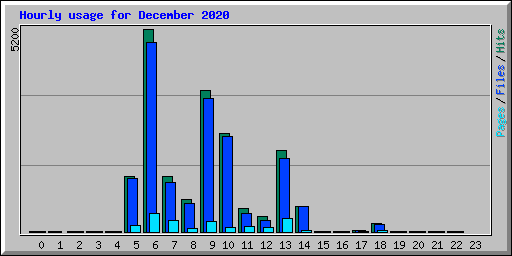 Hourly usage for December 2020
5200
Pages/Files/Hits
0 1 2 3 4 5 6 7 8 9 10 11 12 13 14 15 16 17 18 19 20 21 22 23